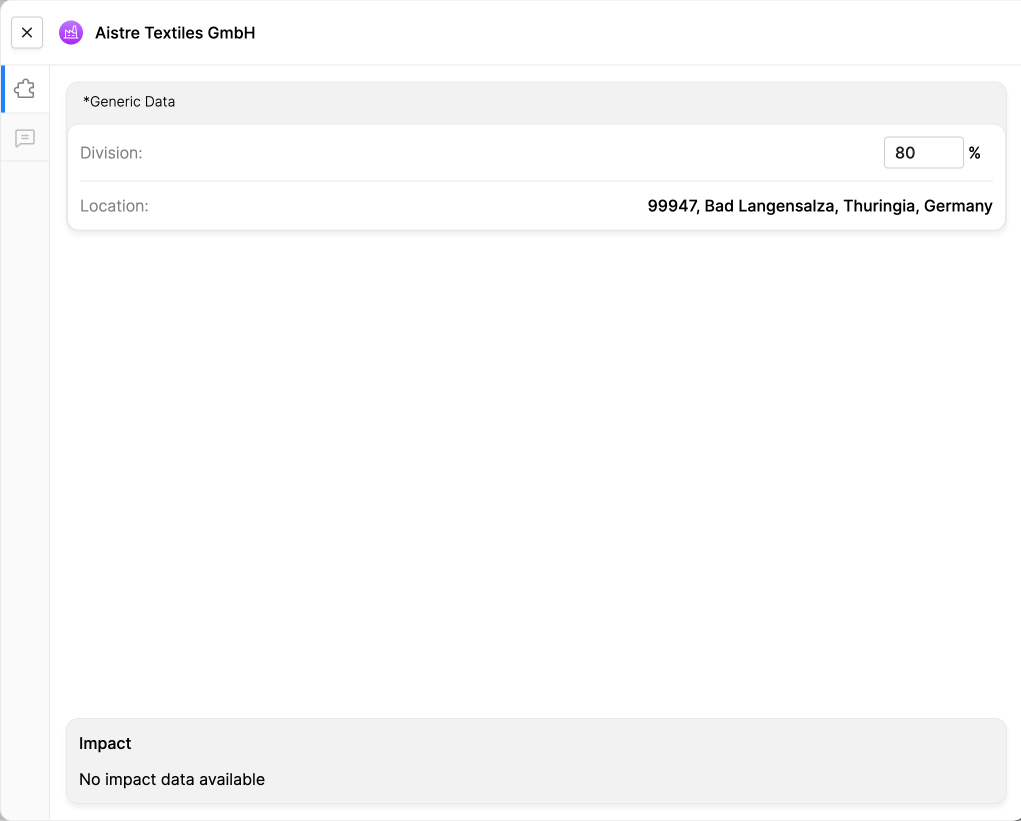 Aistre Textiles GmbH
*Generic Data
Division: 80 %
Location: 99947, Bad Langensalza, Thuringia, Germany
Impact
No impact data available